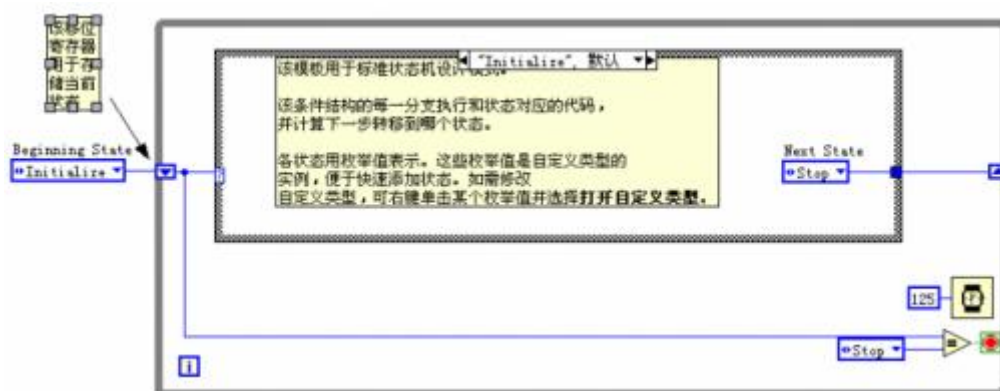 该移位
寄存器
用于存
储当前
状态
"Initialize", 默认
该模板用于标准状态机设计模式。
该条件结构的每一分支执行和状态对应的代码，
并计算下一步转移到哪个状态。
各状态用枚举值表示。这些枚举值是自定义类型的
实例，便于快速添加状态。如需修改
自定义类型，可右键单击某个枚举值并选择打开自定义类型。
Beginning State
Initialize
Next State
Stop
125
Stop
i